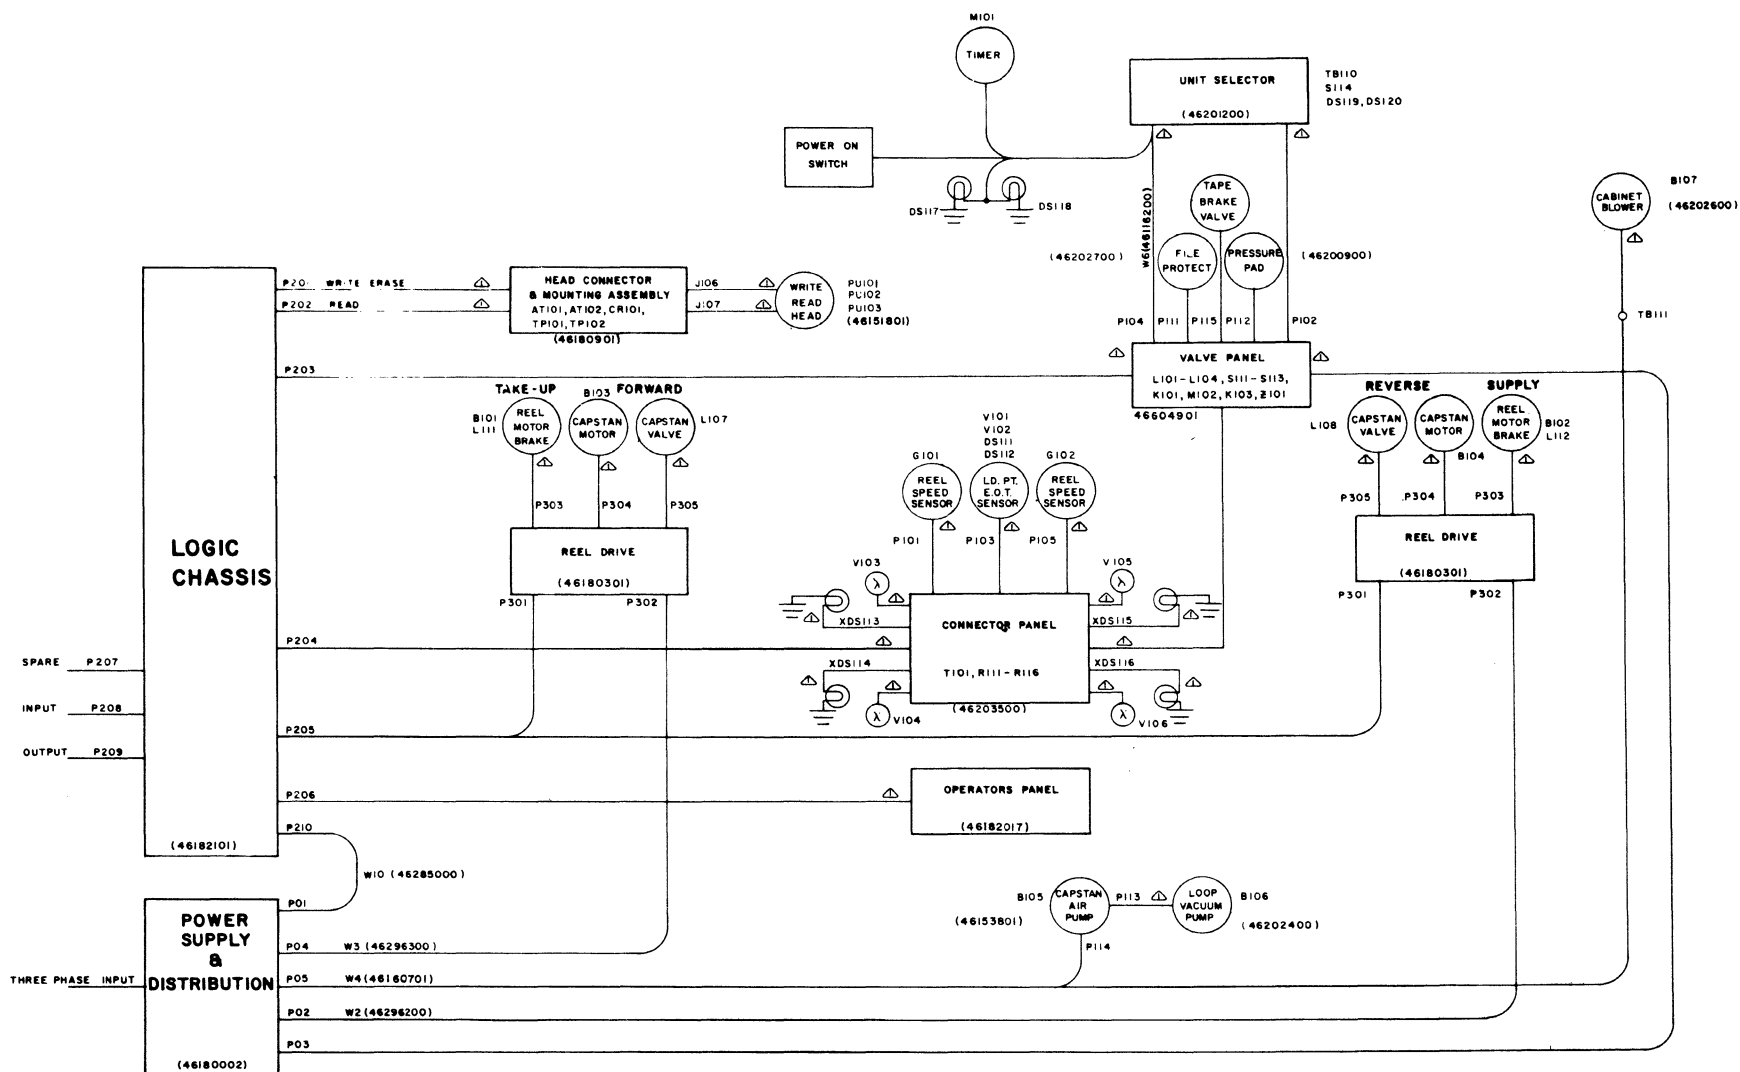 M101
TIMER
UNIT SELECTOR
(46201200)
TB110
S114
DS119, DS120
POWER ON
SWITCH
DS117
DS118
W6(46116200)
TAPE
BRAKE
VALVE
(46202700)
FILE
PROTECT
PRESSURE
PAD
(46200900)
B107
CABINET
BLOWER
(46202600)
TB111
P104
P111
P115
P112
P102
VALVE PANEL
L101-L104, S111-S113,
K101, M102, K103, Z101
46604901
P201 WRITE ERASE
P202 READ
HEAD CONNECTOR
& MOUNTING ASSEMBLY
AT101, AT102, CR101,
TP101, TP102
(46180901)
J106
J107
WRITE
READ
HEAD
PU101
PU102
PU103
(46151801)
P203
TAKE-UP
FORWARD
B101
L111
REEL
MOTOR
BRAKE
B103
CAPSTAN
MOTOR
CAPSTAN
VALVE
L107
P303
P304
P305
REEL DRIVE
(46180301)
P301
P302
REVERSE
SUPPLY
L108
CAPSTAN
VALVE
CAPSTAN
MOTOR
B104
REEL
MOTOR
BRAKE
B102
L112
P305
P304
P303
REEL DRIVE
(46180301)
P301
P302
V101
V102
DS111
DS112
G101
REEL
SPEED
SENSOR
LD. PT.
E.O.T.
SENSOR
G102
REEL
SPEED
SENSOR
P101
P103
P105
V103
V105
XDS113
XDS115
CONNECTOR PANEL
T101, R111-R116
(46203500)
XDS114
XDS116
V104
V106
LOGIC
CHASSIS
(46182101)
P204
SPARE P207
INPUT P208
OUTPUT P209
P205
P206
OPERATORS PANEL
(46182017)
P210
W10 (46285000)
P01
POWER
SUPPLY
&
DISTRIBUTION
(46180002)
THREE PHASE INPUT
P04 W3 (46296300)
P05 W4(46160701)
P02 W2(46296200)
P03
B105
CAPSTAN
AIR
PUMP
(46153801)
P113
P114
LOOP
VACUUM
PUMP
B106
(46202400)